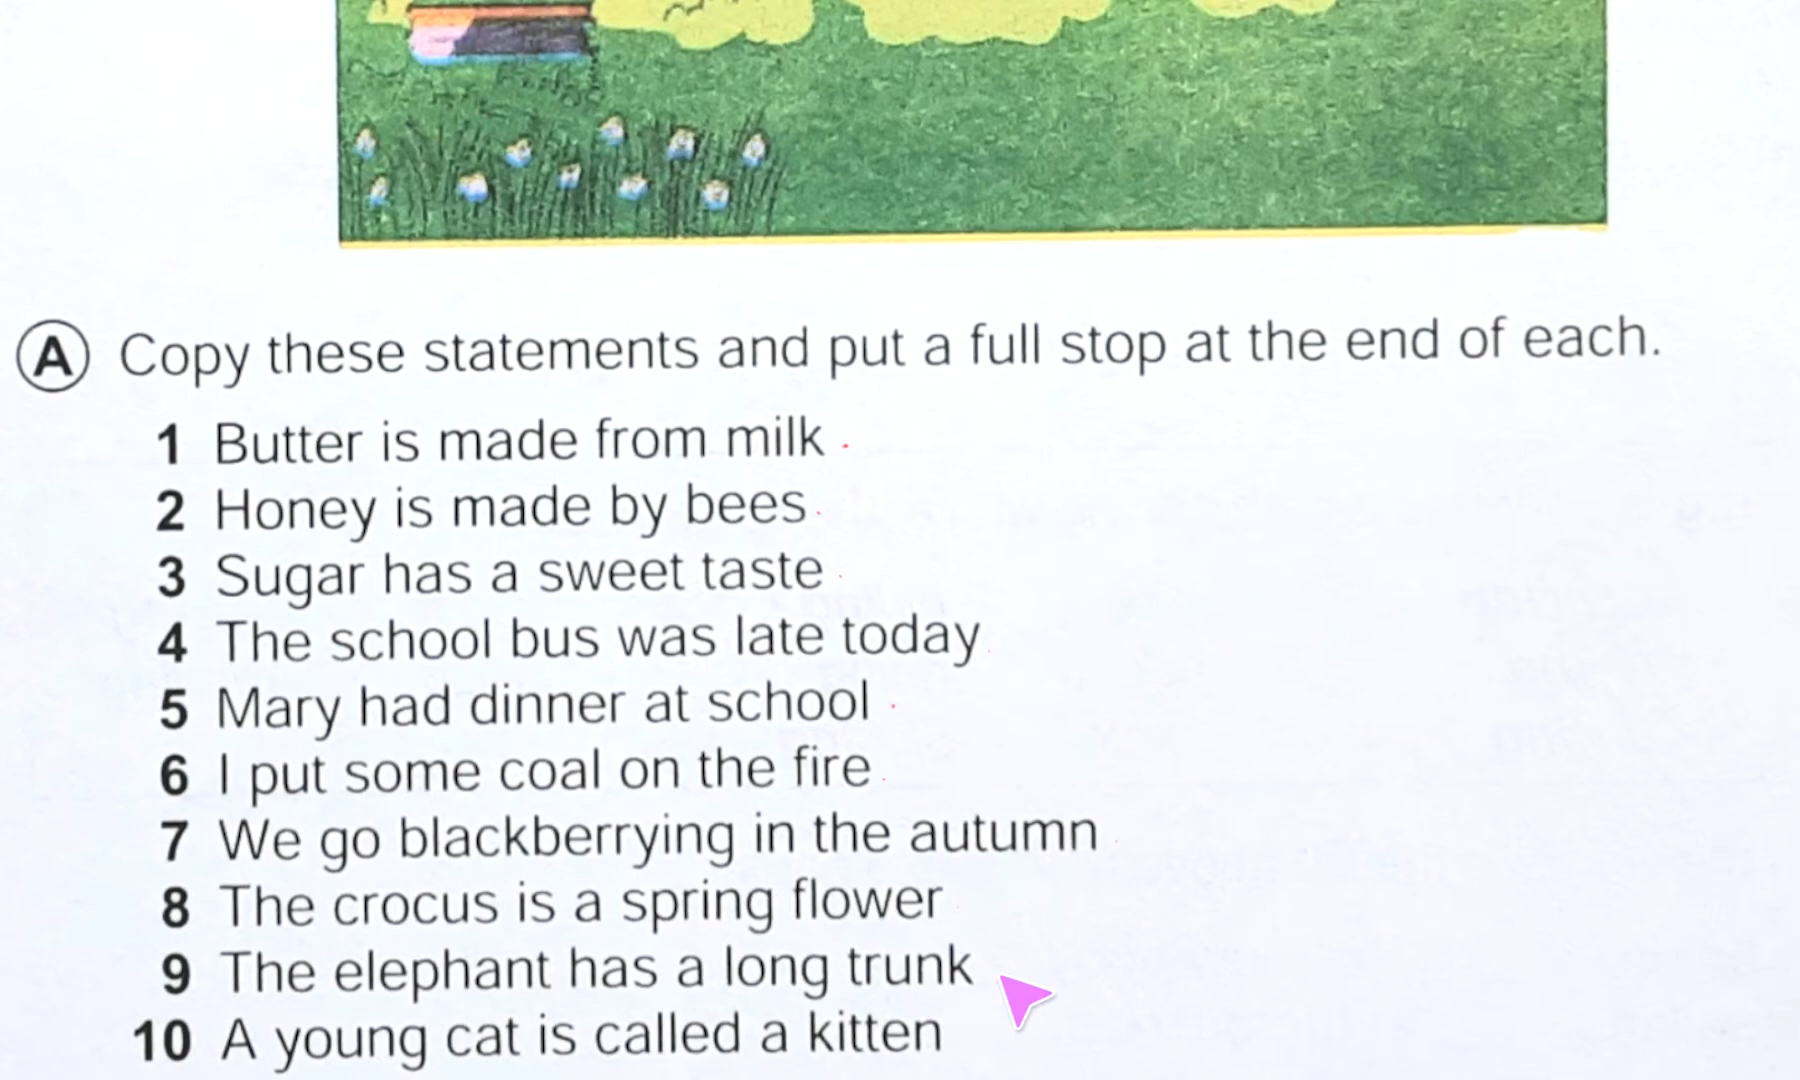 A Copy these statements and put a full stop at the end of each.
1 Butter is made from milk .
2 Honey is made by bees .
3 Sugar has a sweet taste .
4 The school bus was late today .
5 Mary had dinner at school .
6 I put some coal on the fire .
7 We go blackberrying in the autumn .
8 The crocus is a spring flower .
9 The elephant has a long trunk
10 A young cat is called a kitten